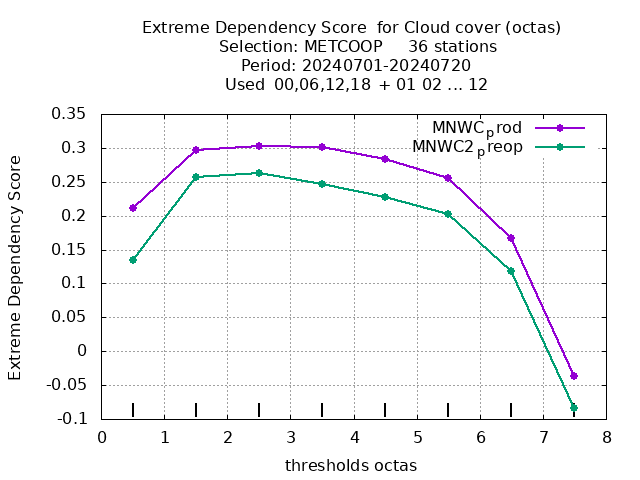 Extreme Dependency Score  for Cloud cover (octas)
Selection: METCOOP     36 stations
Period: 20240701-20240720
Used  00,06,12,18 + 01 02 ... 12
MNWCprod
MNWC2preop
0.35
0.3
0.25
0.2
0.15
0.1
0.05
0
-0.05
-0.1
Extreme Dependency Score
0 1 2 3 4 5 6 7 8
thresholds octas